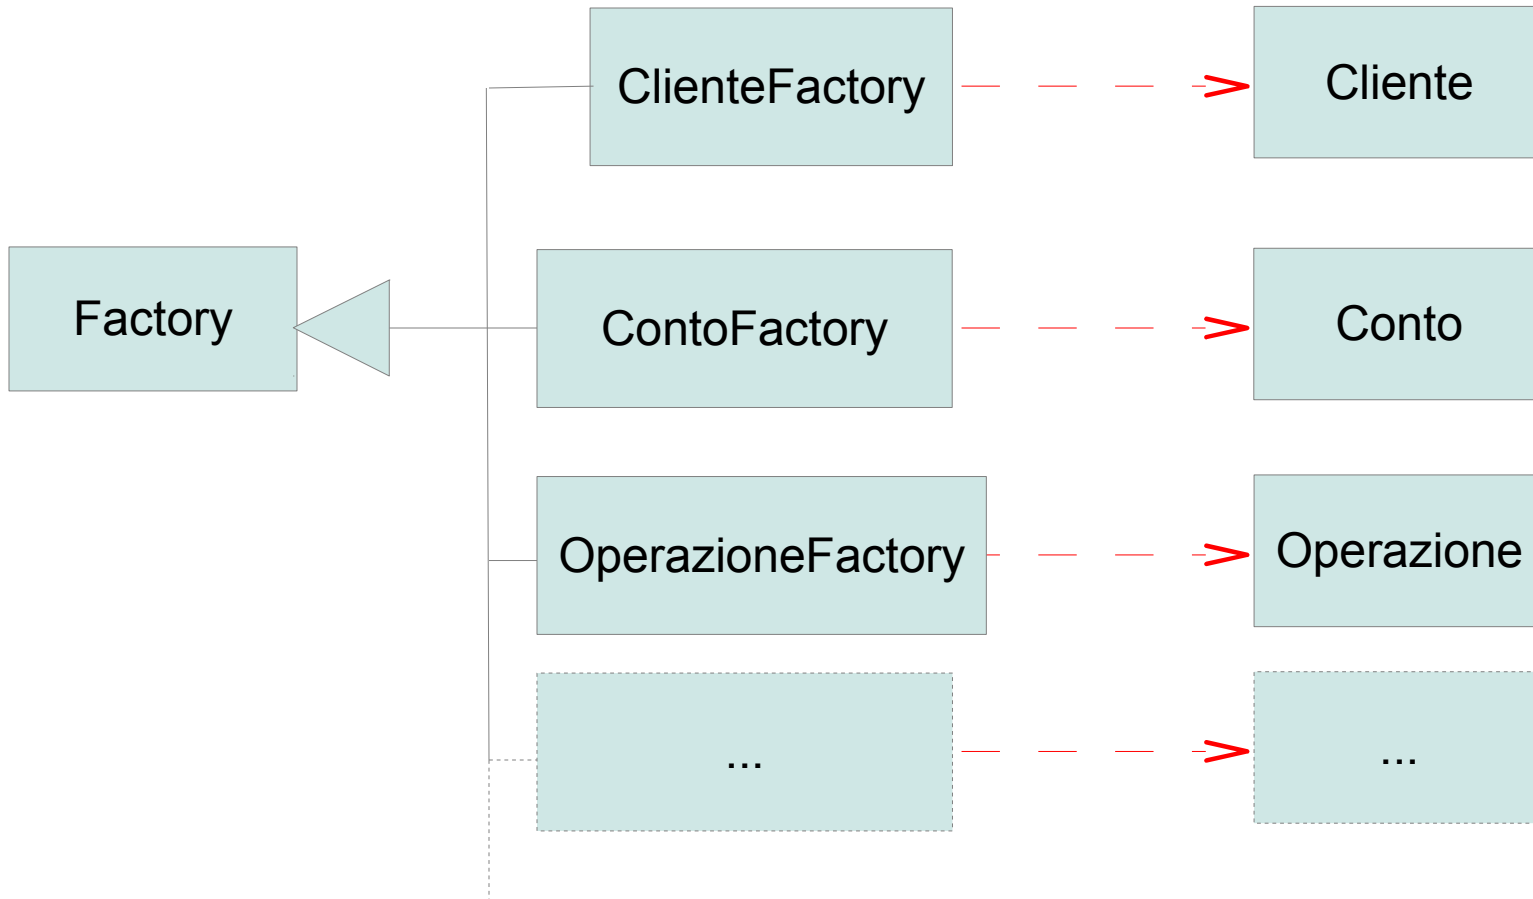 ClienteFactory
Cliente
Factory
ContoFactory
Conto
OperazioneFactory
Operazione
...
...